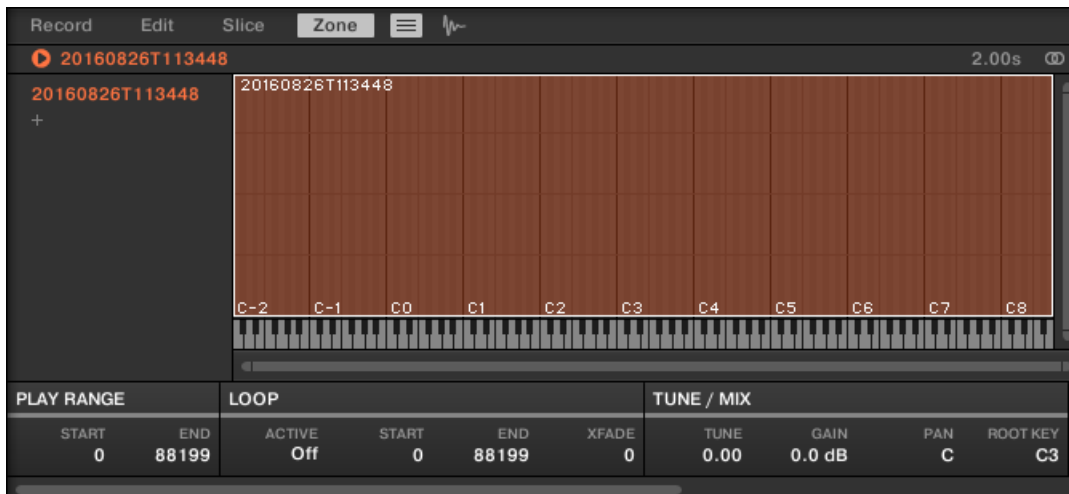 Record Edit Slice Zone
20160826T113448 2.00s
20160826T113448
+
20160826T113448
C-2 C-1 C0 C1 C2 C3 C4 C5 C6 C7 C8
PLAY RANGE LOOP TUNE / MIX
START END ACTIVE START END XFADE TUNE GAIN PAN ROOT KEY
0 88199 Off 0 88199 0 0.00 0.0 dB C C3